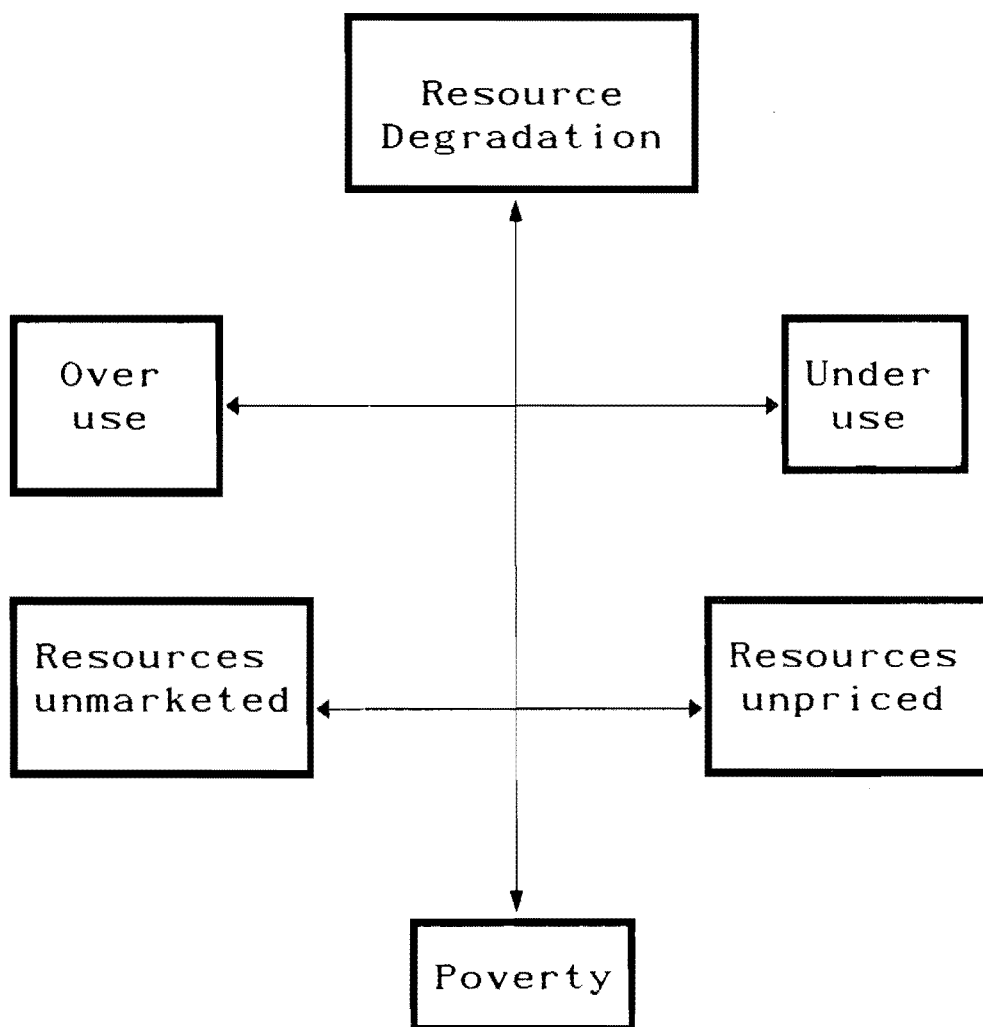 Resource
Degradation
Over
use
Under
use
Resources
unmarketed
Resources
unpriced
Poverty